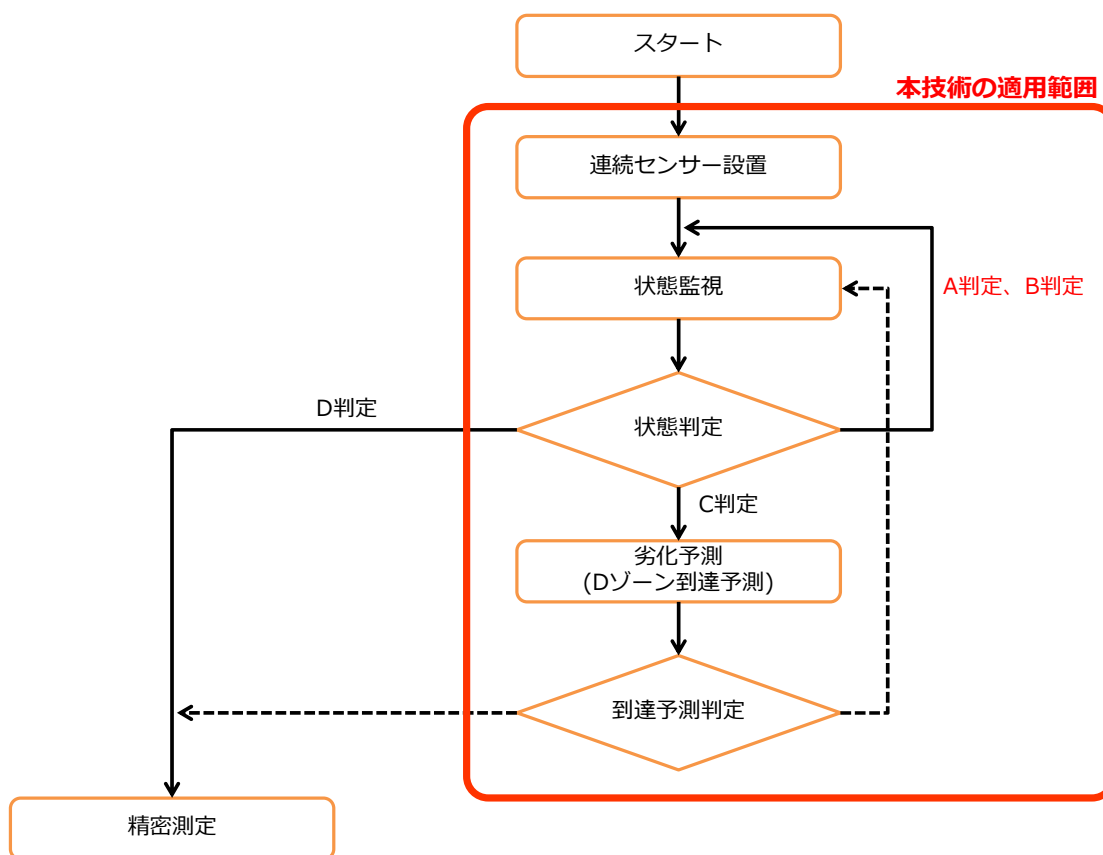 スタート
本技術の適用範囲
連続センサー設置
状態監視
A判定、B判定
D判定
状態判定
C判定
劣化予測
(Dゾーン到達予測)
到達予測判定
精密測定